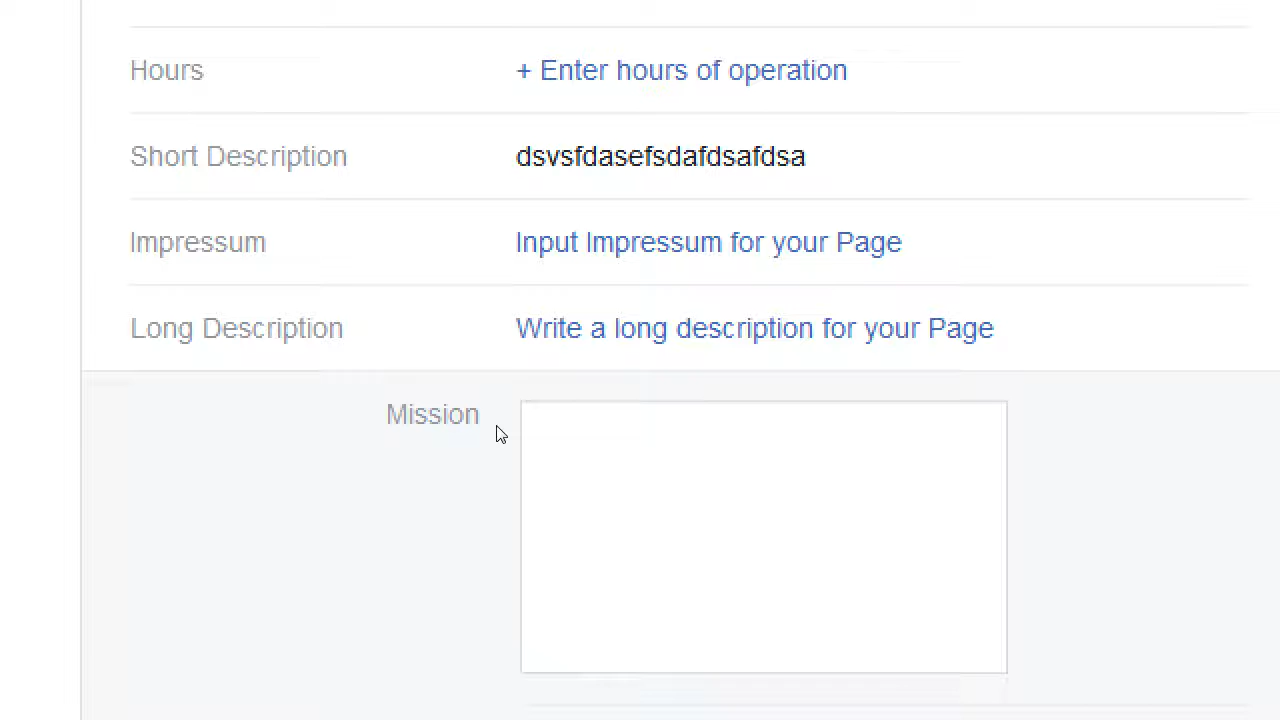 Hours
+ Enter hours of operation
Short Description
dsvsfdasefsdafdsafdsa
Impressum
Input Impressum for your Page
Long Description
Write a long description for your Page
Mission